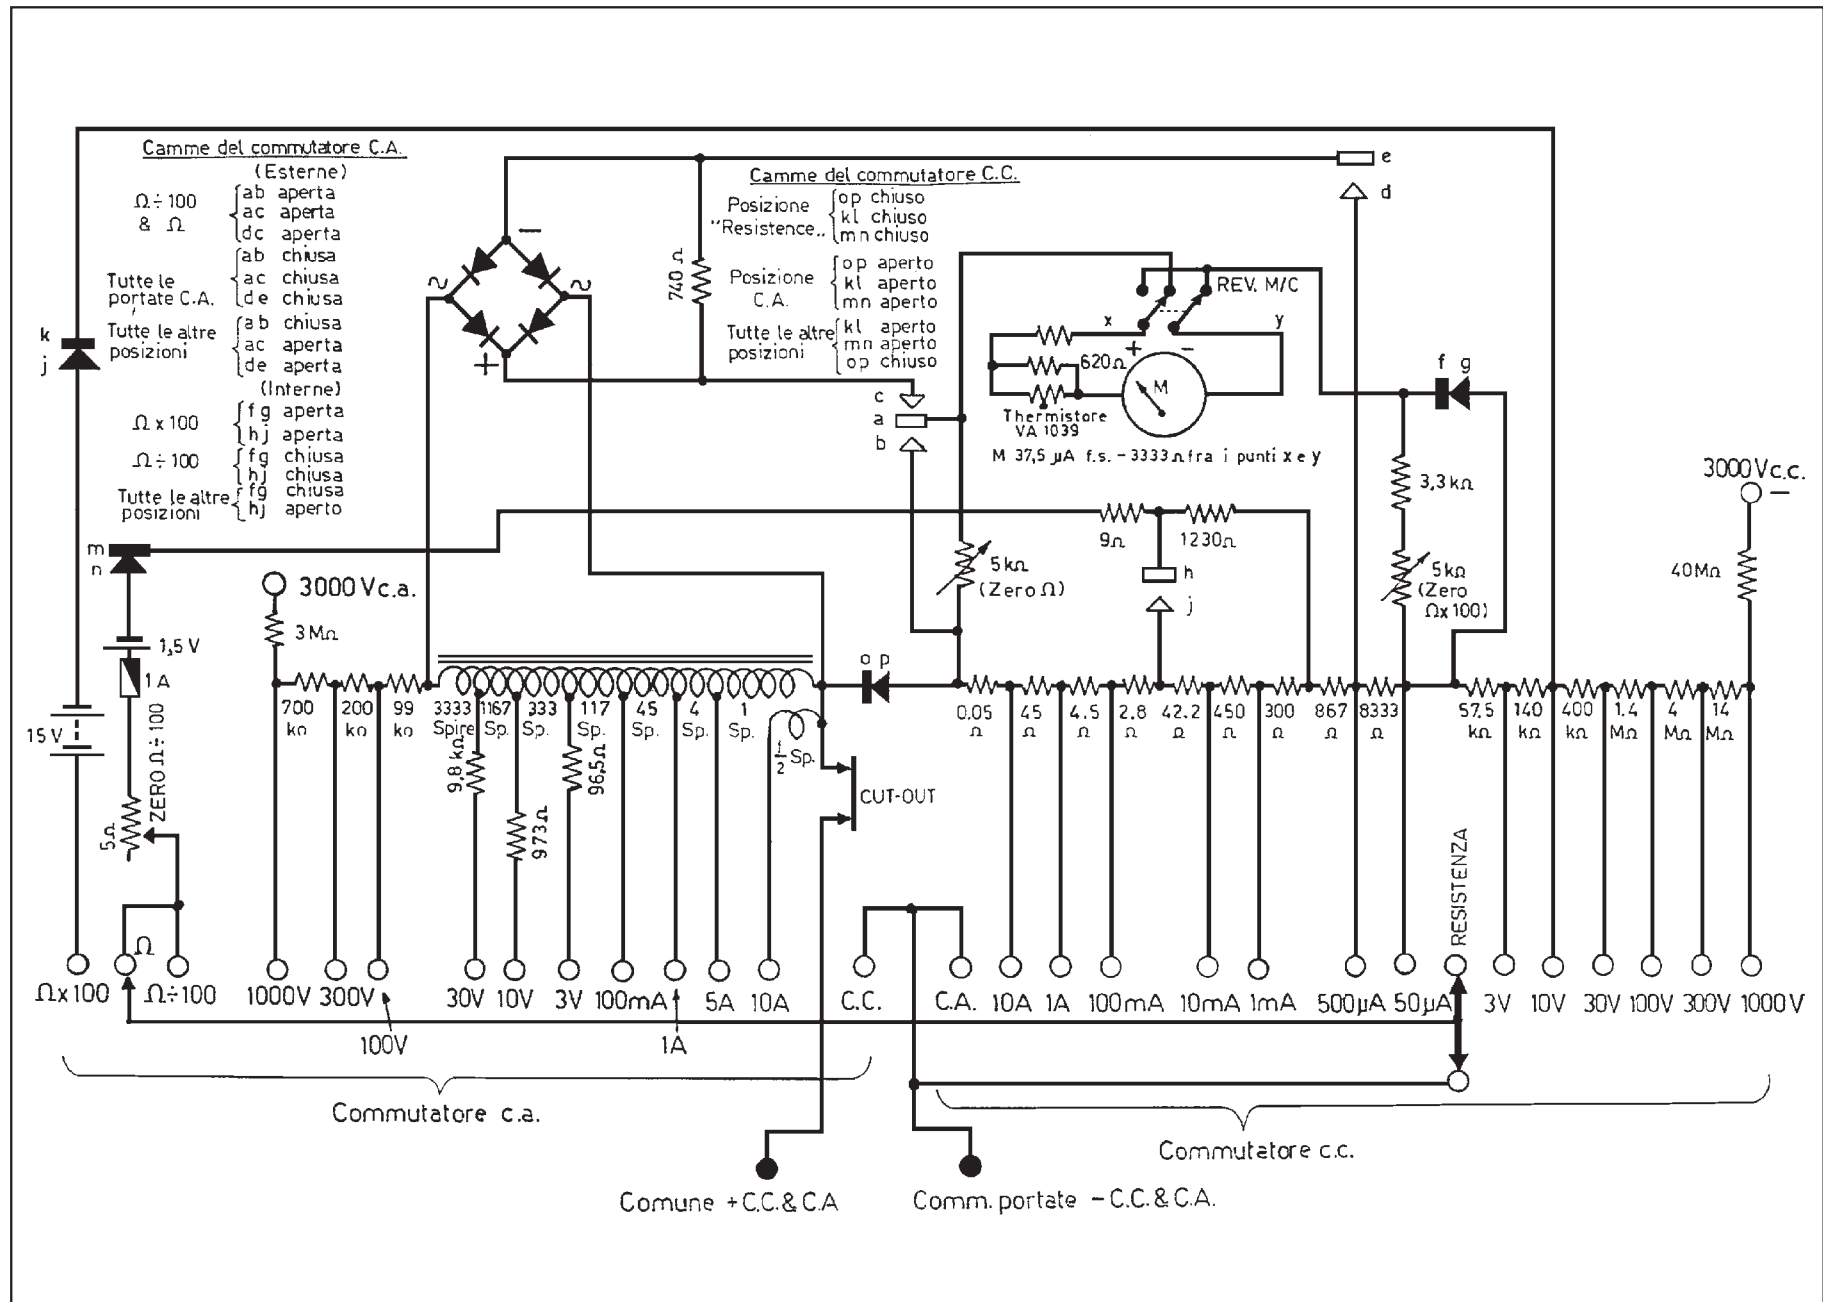 Camme del commutatore C.A.
(Esterne)
Ω÷100 & Ω
ab aperta
ac aperta
dc aperta
Tutte le portate C.A.
ab chiusa
ac chiusa
de chiusa
Tutte le altre posizioni
ab chiusa
ac aperta
de aperta
(Interne)
Ω x 100
fg aperta
hj aperta
Ω÷100
fg chiusa
hj chiusa
Tutte le altre posizioni
fg chiusa
hj aperto
Camme del commutatore C.C.
Posizione "Resistence"
op chiuso
kl chiuso
mn chiuso
Posizione C.A.
op aperto
kl aperto
mn aperto
Tutte le altre posizioni
kl aperto
mn aperto
op chiuso
k
j
m
n
−
~
~
+
740 Ω
e
d
c
a
b
REV. M/C
x
y
+
−
620Ω
M
Thermistore
VA 1039
M 37,5 µA f.s. – 3333 Ω fra i punti x e y
f g
3,3 kΩ
3000 V c.c.
−
40 MΩ
9Ω
1230Ω
h
j
5 kΩ
(Zero Ω)
5 kΩ
(Zero
Ω x 100)
3000 V c.a.
3 MΩ
1,5 V
1 A
15 V
ZERO Ω÷100
5Ω
700 kΩ
200 kΩ
99 kΩ
3333 Spire
1167 Sp.
333 Sp.
117 Sp.
45 Sp.
4 Sp.
1 Sp.
1/2 Sp.
9,8 kΩ
973Ω
96,5Ω
o p
CUT-OUT
0.05 Ω
45 Ω
4.5 Ω
2.8 Ω
42.2 Ω
450 Ω
300 Ω
867 Ω
8333 Ω
57.5 kΩ
140 kΩ
400 kΩ
1.4 MΩ
4 MΩ
14 MΩ
RESISTENZA
Ω
Ω x 100
Ω÷100
1000V
300V
100V
30V
10V
3V
100mA
1A
5A
10A
C.C.
C.A.
10A
1A
100mA
10mA
1mA
500µA
50µA
3V
10V
30V
100V
300V
1000V
Commutatore c.a.
Commutatore c.c.
Comune + C.C. & C.A
Comm. portate – C.C. & C.A.